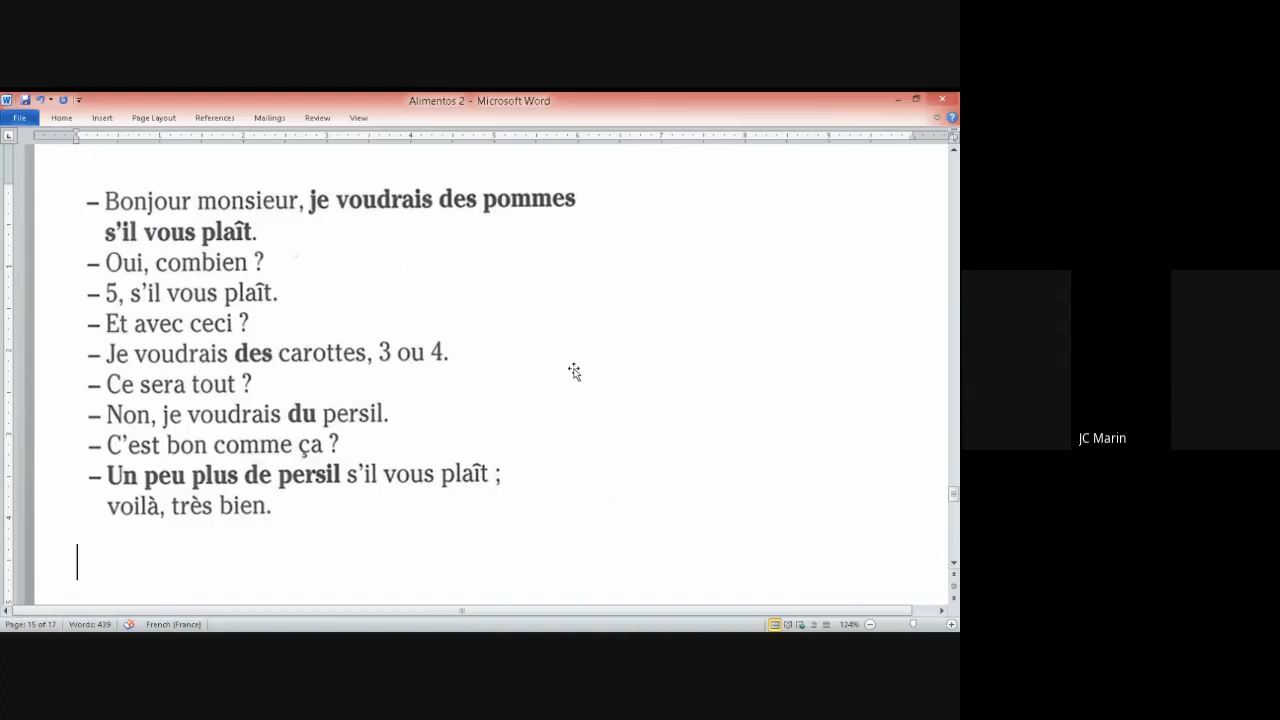 Alimentos 2 - Microsoft Word
File Home Insert Page Layout References Mailings Review View
– Bonjour monsieur, je voudrais des pommes
s’il vous plaît.
– Oui, combien ?
– 5, s’il vous plaît.
– Et avec ceci ?
– Je voudrais des carottes, 3 ou 4.
– Ce sera tout ?
– Non, je voudrais du persil.
– C’est bon comme ça ?
– Un peu plus de persil s’il vous plaît ;
voilà, très bien.
JC Marin
Page: 15 of 17 Words: 439 French (France) 124%